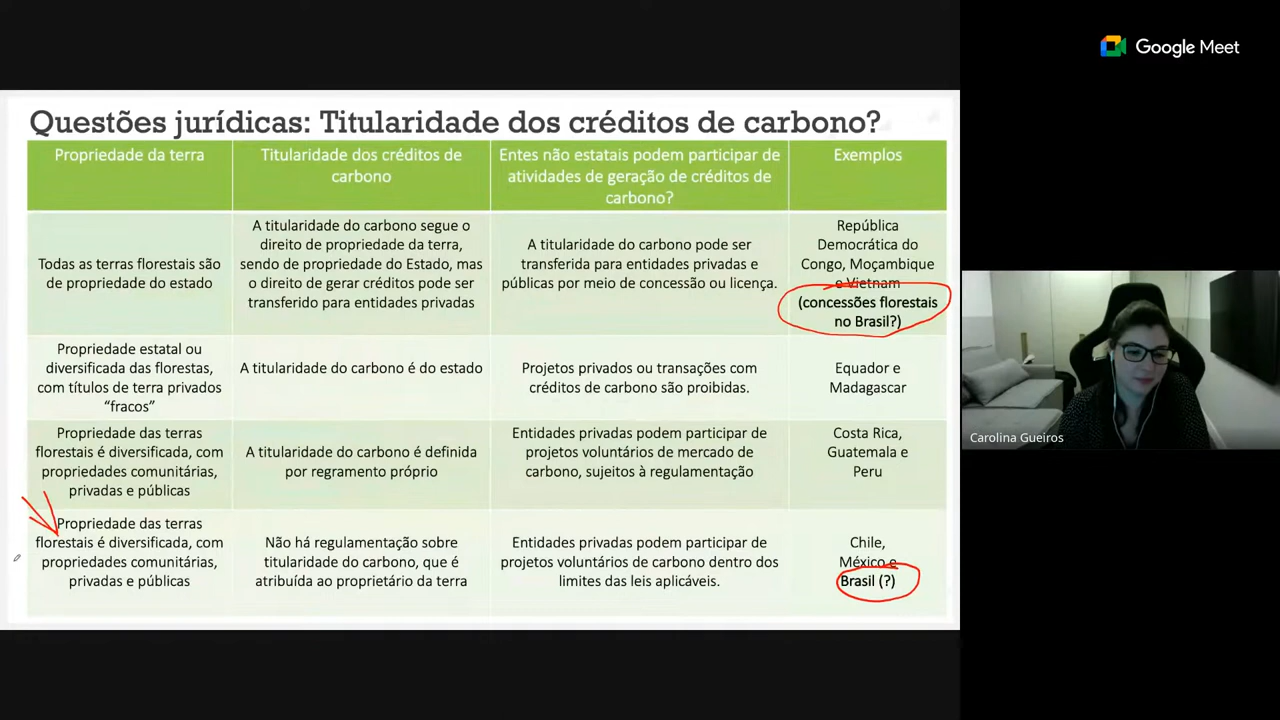 Google Meet
Questões jurídicas: Titularidade dos créditos de carbono?
Propriedade da terra
Titularidade dos créditos de
carbono
Entes não estatais podem participar de
atividades de geração de créditos de
carbono?
Exemplos
Todas as terras florestais são
de propriedade do estado
A titularidade do carbono segue o
direito de propriedade da terra,
sendo de propriedade do Estado, mas
o direito de gerar créditos pode ser
transferido para entidades privadas
A titularidade do carbono pode ser
transferida para entidades privadas e
públicas por meio de concessão ou licença.
República
Democrática do
Congo, Moçambique
e Vietnam
(concessões florestais
no Brasil?)
Propriedade estatal ou
diversificada das florestas,
com títulos de terra privados
“fracos”
A titularidade do carbono é do estado
Projetos privados ou transações com
créditos de carbono são proibidas.
Equador e
Madagascar
Propriedade das terras
florestais é diversificada, com
propriedades comunitárias,
privadas e públicas
A titularidade do carbono é definida
por regramento próprio
Entidades privadas podem participar de
projetos voluntários de mercado de
carbono, sujeitos à regulamentação
Costa Rica,
Guatemala e
Peru
Propriedade das terras
florestais é diversificada, com
propriedades comunitárias,
privadas e públicas
Não há regulamentação sobre
titularidade do carbono, que é
atribuída ao proprietário da terra
Entidades privadas podem participar de
projetos voluntários de carbono dentro dos
limites das leis aplicáveis.
Chile,
México e
Brasil (?)
Carolina Gueiros